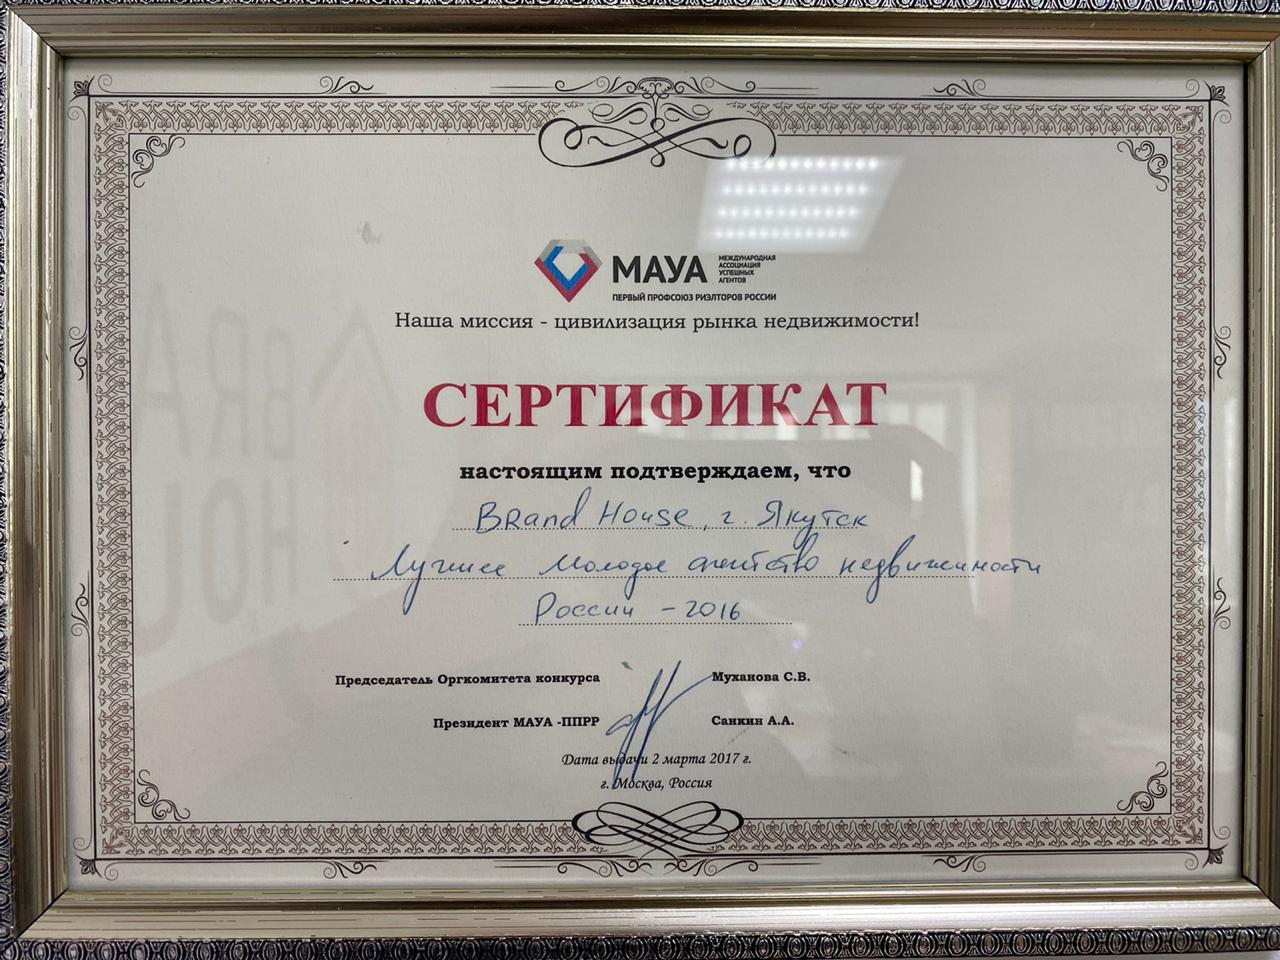 МАУА
МЕЖДУНАРОДНАЯ
АССОЦИАЦИЯ
УСПЕШНЫХ
АГЕНТОВ
ПЕРВЫЙ ПРОФСОЮЗ РИЭЛТОРОВ РОССИИ
Наша миссия - цивилизация рынка недвижимости!
СЕРТИФИКАТ
настоящим подтверждаем, что
Brand House, г. Якутск
Лучшее молодое агентство недвижимости
России - 2016
Председатель Оргкомитета конкурса Муханова С.В.
Президент МАУА -ППРР Санкин А.А.
Дата выдачи 2 марта 2017 г.
г. Москва, Россия